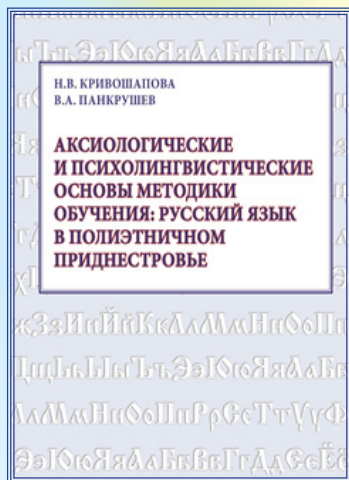 Н.В. КРИВОШАПОВА
В.А. ПАНКРУШЕВ
АКСИОЛОГИЧЕСКИЕ
И ПСИХОЛИНГВИСТИЧЕСКИЕ
ОСНОВЫ МЕТОДИКИ
ОБУЧЕНИЯ: РУССКИЙ ЯЗЫК
В ПОЛИЭТНИЧНОМ
ПРИДНЕСТРОВЬЕ